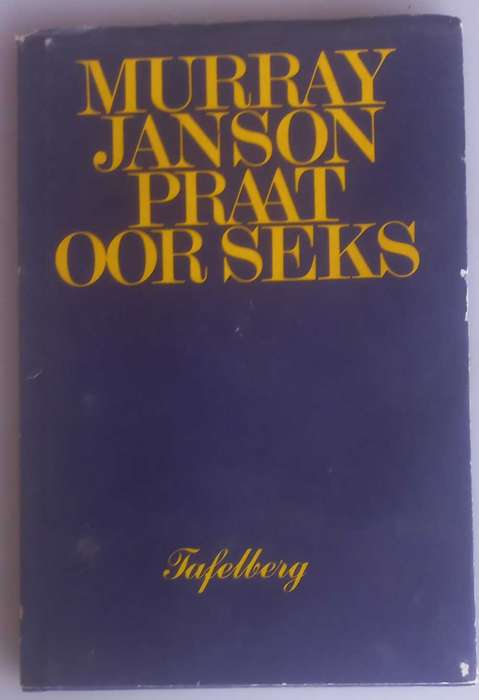 MURRAY
JANSON
PRAAT
OOR SEKS
Tafelberg